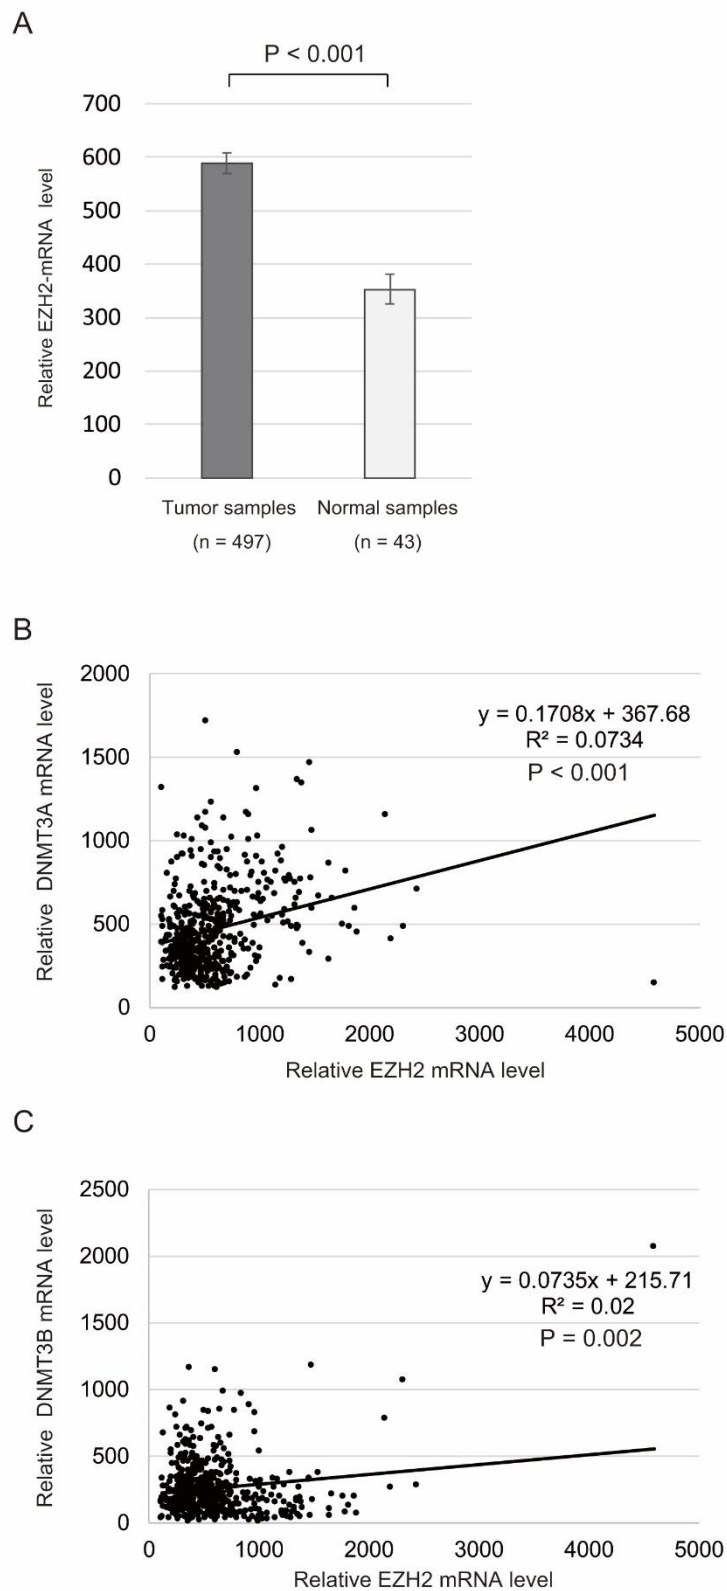 A
P < 0.001
Relative EZH2-mRNA level
700
600
500
400
300
200
100
0
Tumor samples
Normal samples
(n = 497)
(n = 43)
B
Relative DNMT3A mRNA level
2000
1500
1000
500
0
y = 0.1708x + 367.68
R² = 0.0734
P < 0.001
0 1000 2000 3000 4000 5000
Relative EZH2 mRNA level
C
Relative DNMT3B mRNA level
2500
2000
1500
1000
500
0
y = 0.0735x + 215.71
R² = 0.02
P = 0.002
0 1000 2000 3000 4000 5000
Relative EZH2 mRNA level